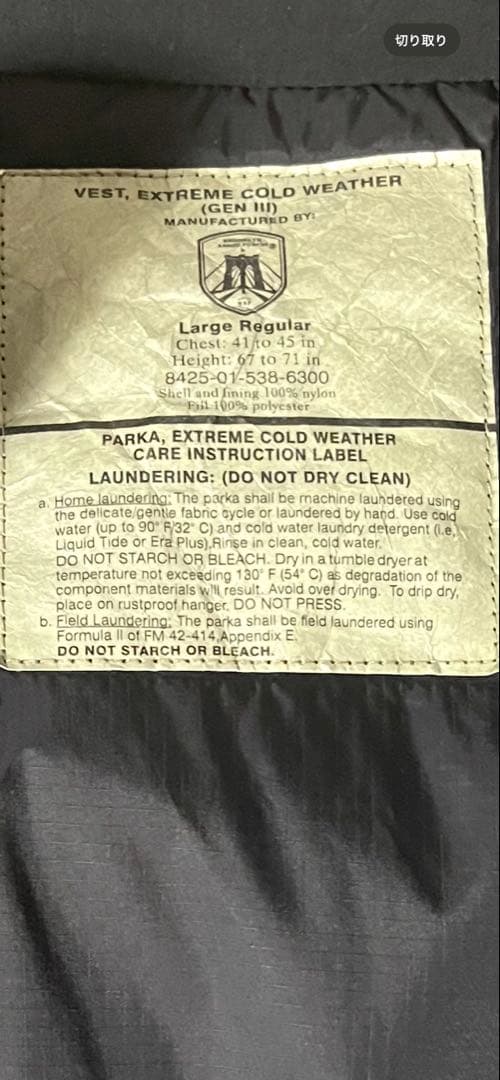 切り取り
VEST, EXTREME COLD WEATHER
(GEN III)
MANUFACTURED BY:
BROOKLYN
ARMED FORCES
Large Regular
Chest: 41 to 45 in
Height: 67 to 71 in
8425-01-538-6300
Shell and lining 100% nylon
Fill 100% polyester
PARKA, EXTREME COLD WEATHER
CARE INSTRUCTION LABEL
LAUNDERING: (DO NOT DRY CLEAN)
a. Home laundering: The parka shall be machine laundered using
the delicate/gentle fabric cycle or laundered by hand. Use cold
water (up to 90° F/32° C) and cold water laundry detergent (i.e,
Liquid Tide or Era Plus),Rinse in clean, cold water.
DO NOT STARCH OR BLEACH. Dry in a tumble dryer at
temperature not exceeding 130° F (54° C) as degradation of the
component materials will result. Avoid over drying. To drip dry,
place on rustproof hanger. DO NOT PRESS.
b. Field Laundering: The parka shall be field laundered using
Formula II of FM 42-414,Appendix E.
DO NOT STARCH OR BLEACH.